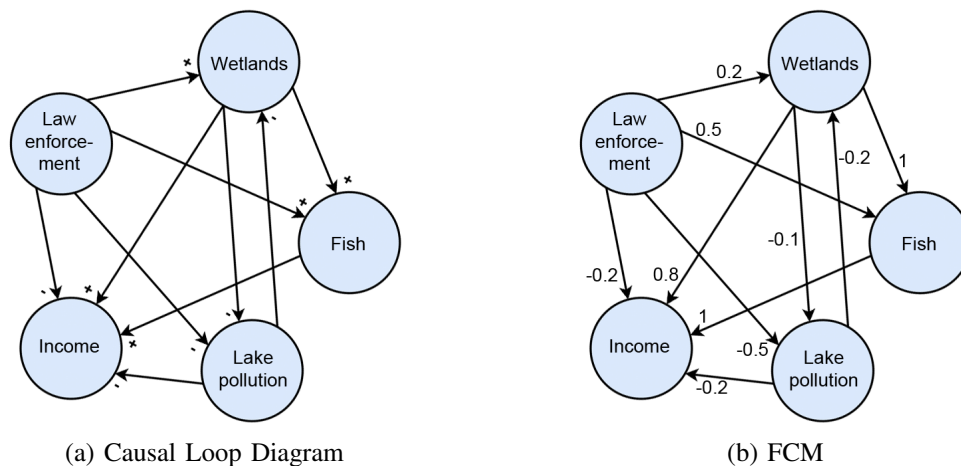 Wetlands
+
-
Law
enforce-
ment
+
+
Fish
-
+
-
-
+
Income
-
Lake
pollution
(a) Causal Loop Diagram
Wetlands
0.2
Law
enforce-
ment
0.5
-0.2
1
Fish
-0.1
-0.2
0.8
1
Income
-0.5
-0.2
Lake
pollution
(b) FCM